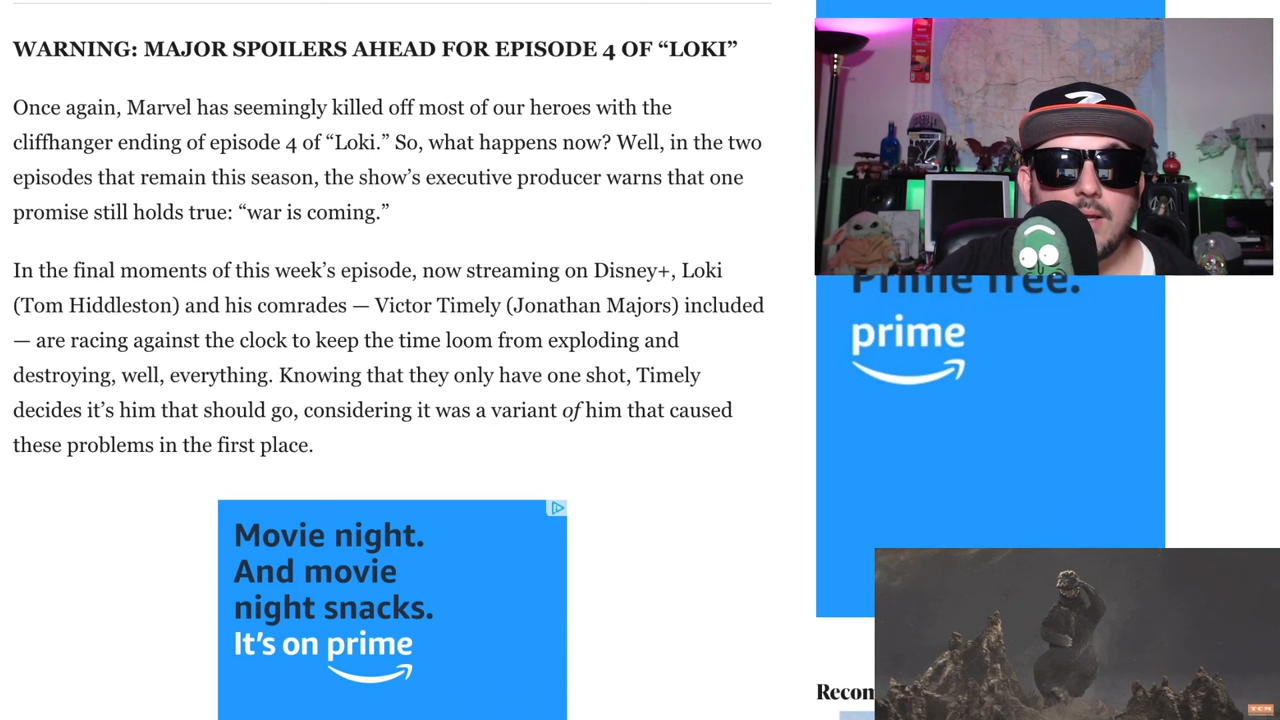 WARNING: MAJOR SPOILERS AHEAD FOR EPISODE 4 OF “LOKI”
Once again, Marvel has seemingly killed off most of our heroes with the
cliffhanger ending of episode 4 of “Loki.” So, what happens now? Well, in the two
episodes that remain this season, the show’s executive producer warns that one
promise still holds true: “war is coming.”
In the final moments of this week’s episode, now streaming on Disney+, Loki
(Tom Hiddleston) and his comrades — Victor Timely (Jonathan Majors) included
— are racing against the clock to keep the time loom from exploding and
destroying, well, everything. Knowing that they only have one shot, Timely
decides it’s him that should go, considering it was a variant of him that caused
these problems in the first place.
Movie night.
And movie
night snacks.
It’s on prime
Prime free.
prime
Recom
TCM